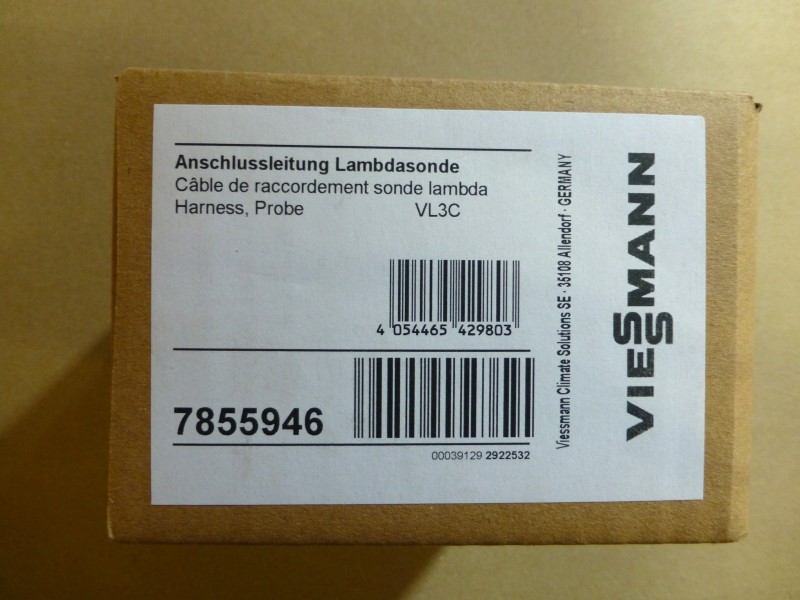 Anschlussleitung Lambdasonde
Câble de raccordement sonde lambda
Harness, Probe VL3C
4 054465 429803
7855946
00039129 2922532
Viessmann Climate Solutions SE · 35108 Allendorf · GERMANY
VIESSMANN